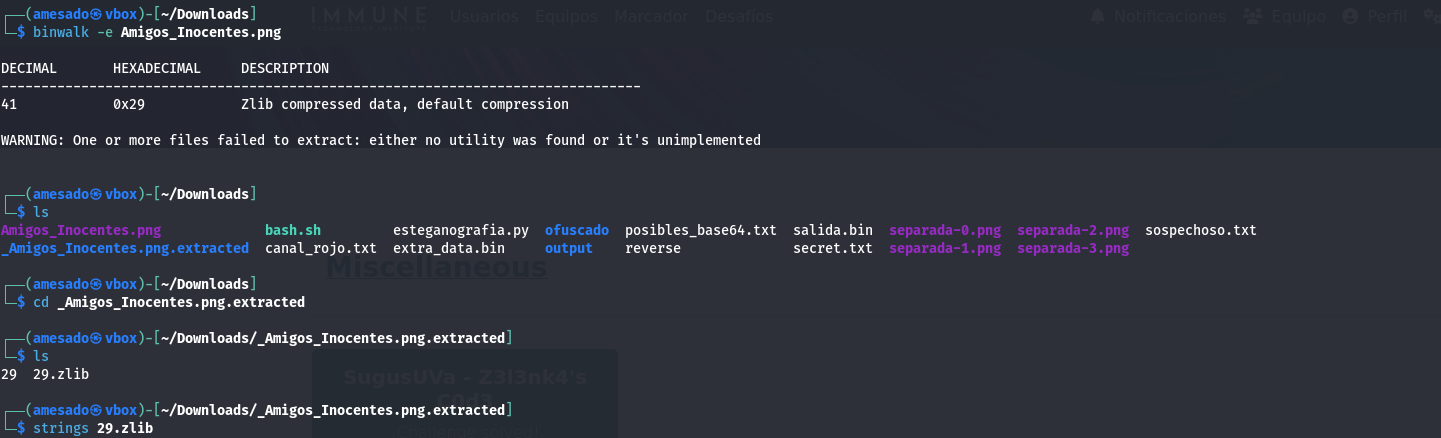 IMMUNE Usuarios Equipos Marcador Desafíos Notificaciones Equipo Perfil
┌──(amesado㉿vbox)-[~/Downloads]
└─$ binwalk -e Amigos_Inocentes.png
DECIMAL       HEXADECIMAL     DESCRIPTION
--------------------------------------------------------------------------------
41            0x29            Zlib compressed data, default compression
WARNING: One or more files failed to extract: either no utility was found or it's unimplemented
┌──(amesado㉿vbox)-[~/Downloads]
└─$ ls
Amigos_Inocentes.png             bash.sh         esteganografia.py  ofuscado  posibles_base64.txt  salida.bin  separada-0.png  separada-2.png  sospechoso.txt
_Amigos_Inocentes.png.extracted  canal_rojo.txt  extra_data.bin     output    reverse              secret.txt  separada-1.png  separada-3.png
Miscellaneous
┌──(amesado㉿vbox)-[~/Downloads]
└─$ cd _Amigos_Inocentes.png.extracted
┌──(amesado㉿vbox)-[~/Downloads/_Amigos_Inocentes.png.extracted]
└─$ ls
29  29.zlib
SugusUVa - Z3l3nk4's
C0d3
┌──(amesado㉿vbox)-[~/Downloads/_Amigos_Inocentes.png.extracted]
└─$ strings 29.zlib